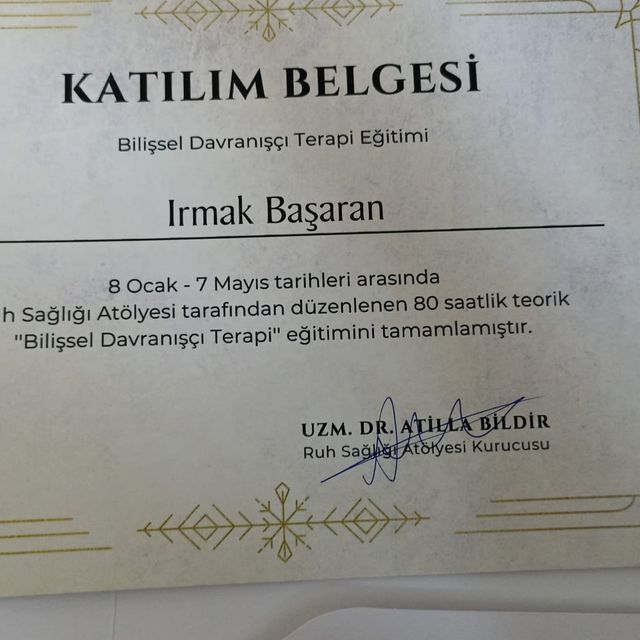 KATILIM BELGESİ
Bilişsel Davranışçı Terapi Eğitimi
Irmak Başaran
8 Ocak - 7 Mayıs tarihleri arasında
h Sağlığı Atölyesi tarafından düzenlenen 80 saatlik teorik
"Bilişsel Davranışçı Terapi" eğitimini tamamlamıştır.
UZM. DR. ATİLLA BİLDİR
Ruh Sağlığı Atölyesi Kurucusu